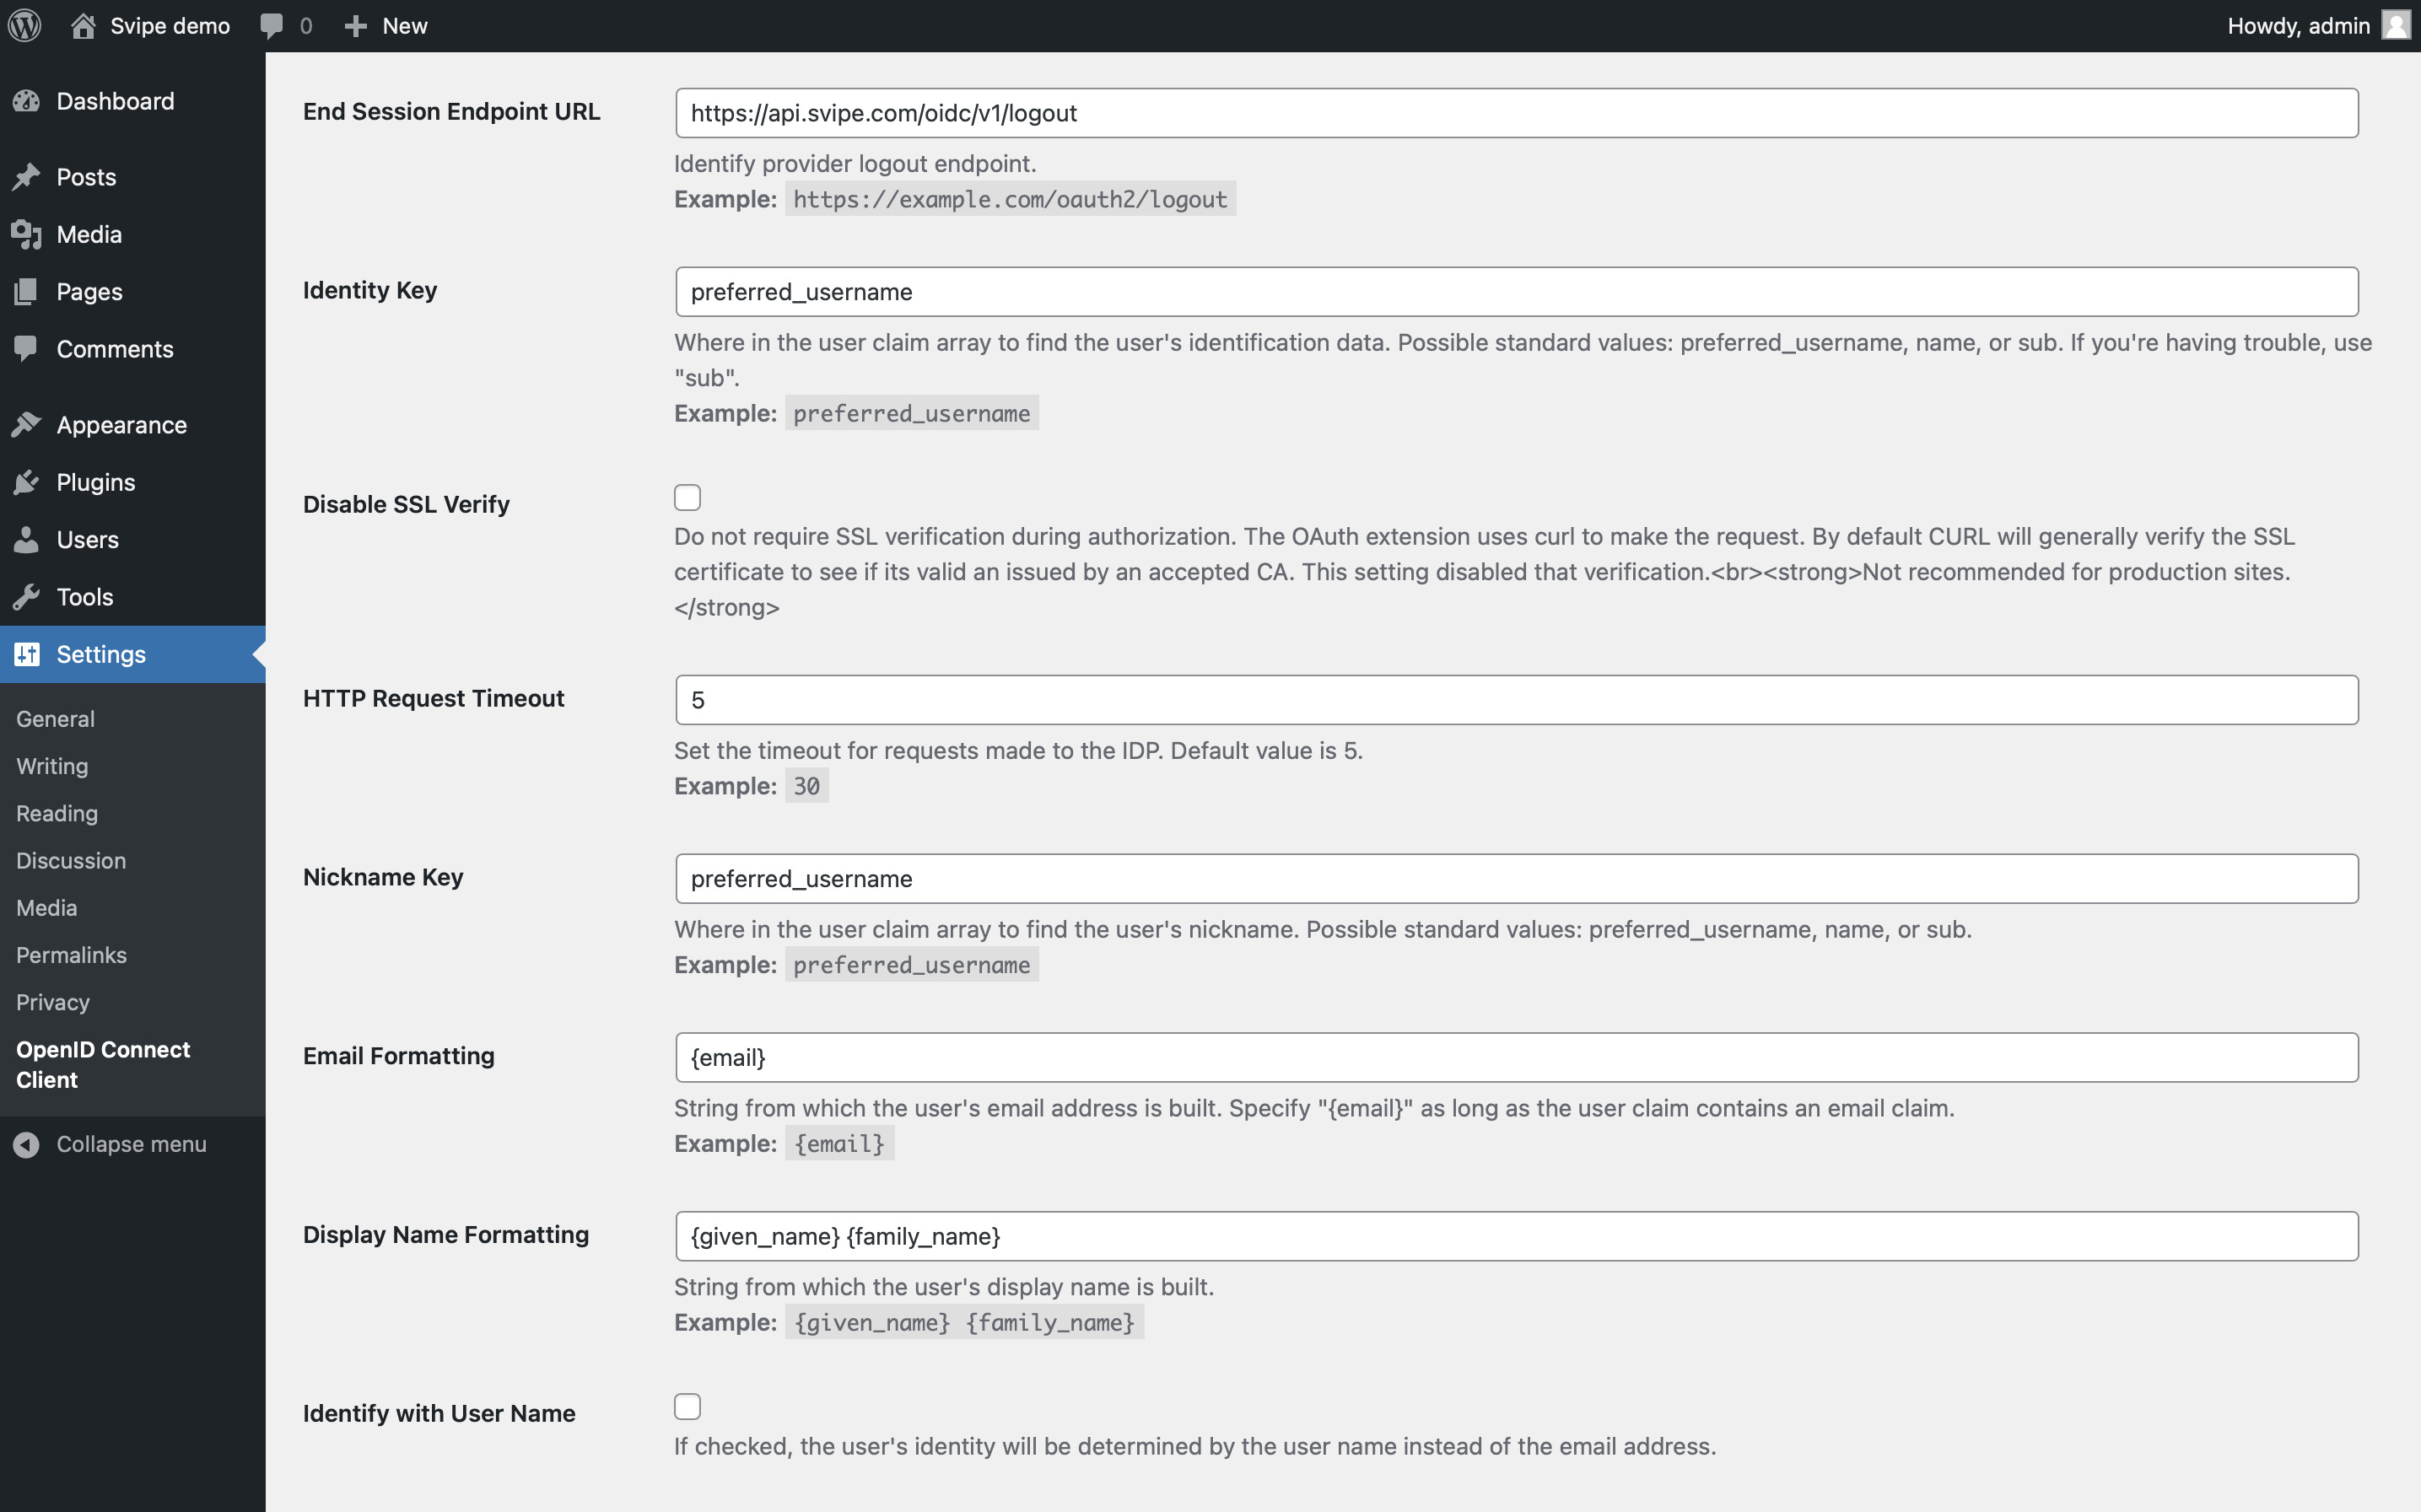 Svipe demo
0
New
Howdy, admin
Dashboard
Posts
Media
Pages
Comments
Appearance
Plugins
Users
Tools
Settings
General
Writing
Reading
Discussion
Media
Permalinks
Privacy
OpenID Connect
Client
Collapse menu
End Session Endpoint URL
https://api.svipe.com/oidc/v1/logout
Identify provider logout endpoint.
Example: https://example.com/oauth2/logout
Identity Key
preferred_username
Where in the user claim array to find the user's identification data. Possible standard values: preferred_username, name, or sub. If you're having trouble, use
"sub".
Example: preferred_username
Disable SSL Verify
Do not require SSL verification during authorization. The OAuth extension uses curl to make the request. By default CURL will generally verify the SSL
certificate to see if its valid an issued by an accepted CA. This setting disabled that verification.<br><strong>Not recommended for production sites.
</strong>
HTTP Request Timeout
5
Set the timeout for requests made to the IDP. Default value is 5.
Example: 30
Nickname Key
preferred_username
Where in the user claim array to find the user's nickname. Possible standard values: preferred_username, name, or sub.
Example: preferred_username
Email Formatting
{email}
String from which the user's email address is built. Specify "{email}" as long as the user claim contains an email claim.
Example: {email}
Display Name Formatting
{given_name} {family_name}
String from which the user's display name is built.
Example: {given_name} {family_name}
Identify with User Name
If checked, the user's identity will be determined by the user name instead of the email address.